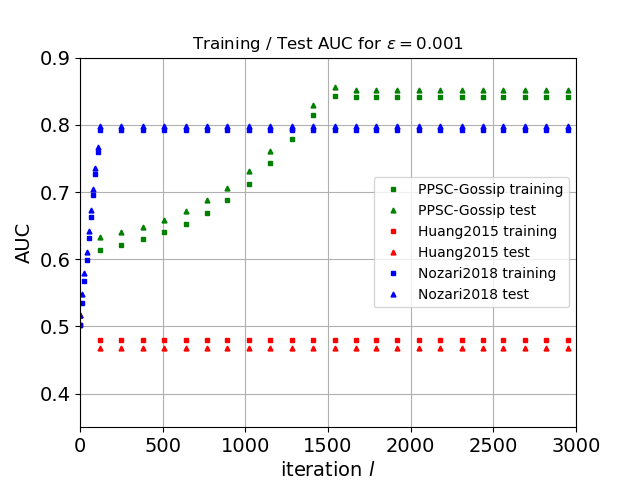 Training / Test AUC for ε = 0.001
AUC
0.9
0.8
0.7
0.6
0.5
0.4
PPSC-Gossip training
PPSC-Gossip test
Huang2015 training
Huang2015 test
Nozari2018 training
Nozari2018 test
0 500 1000 1500 2000 2500 3000
iteration l